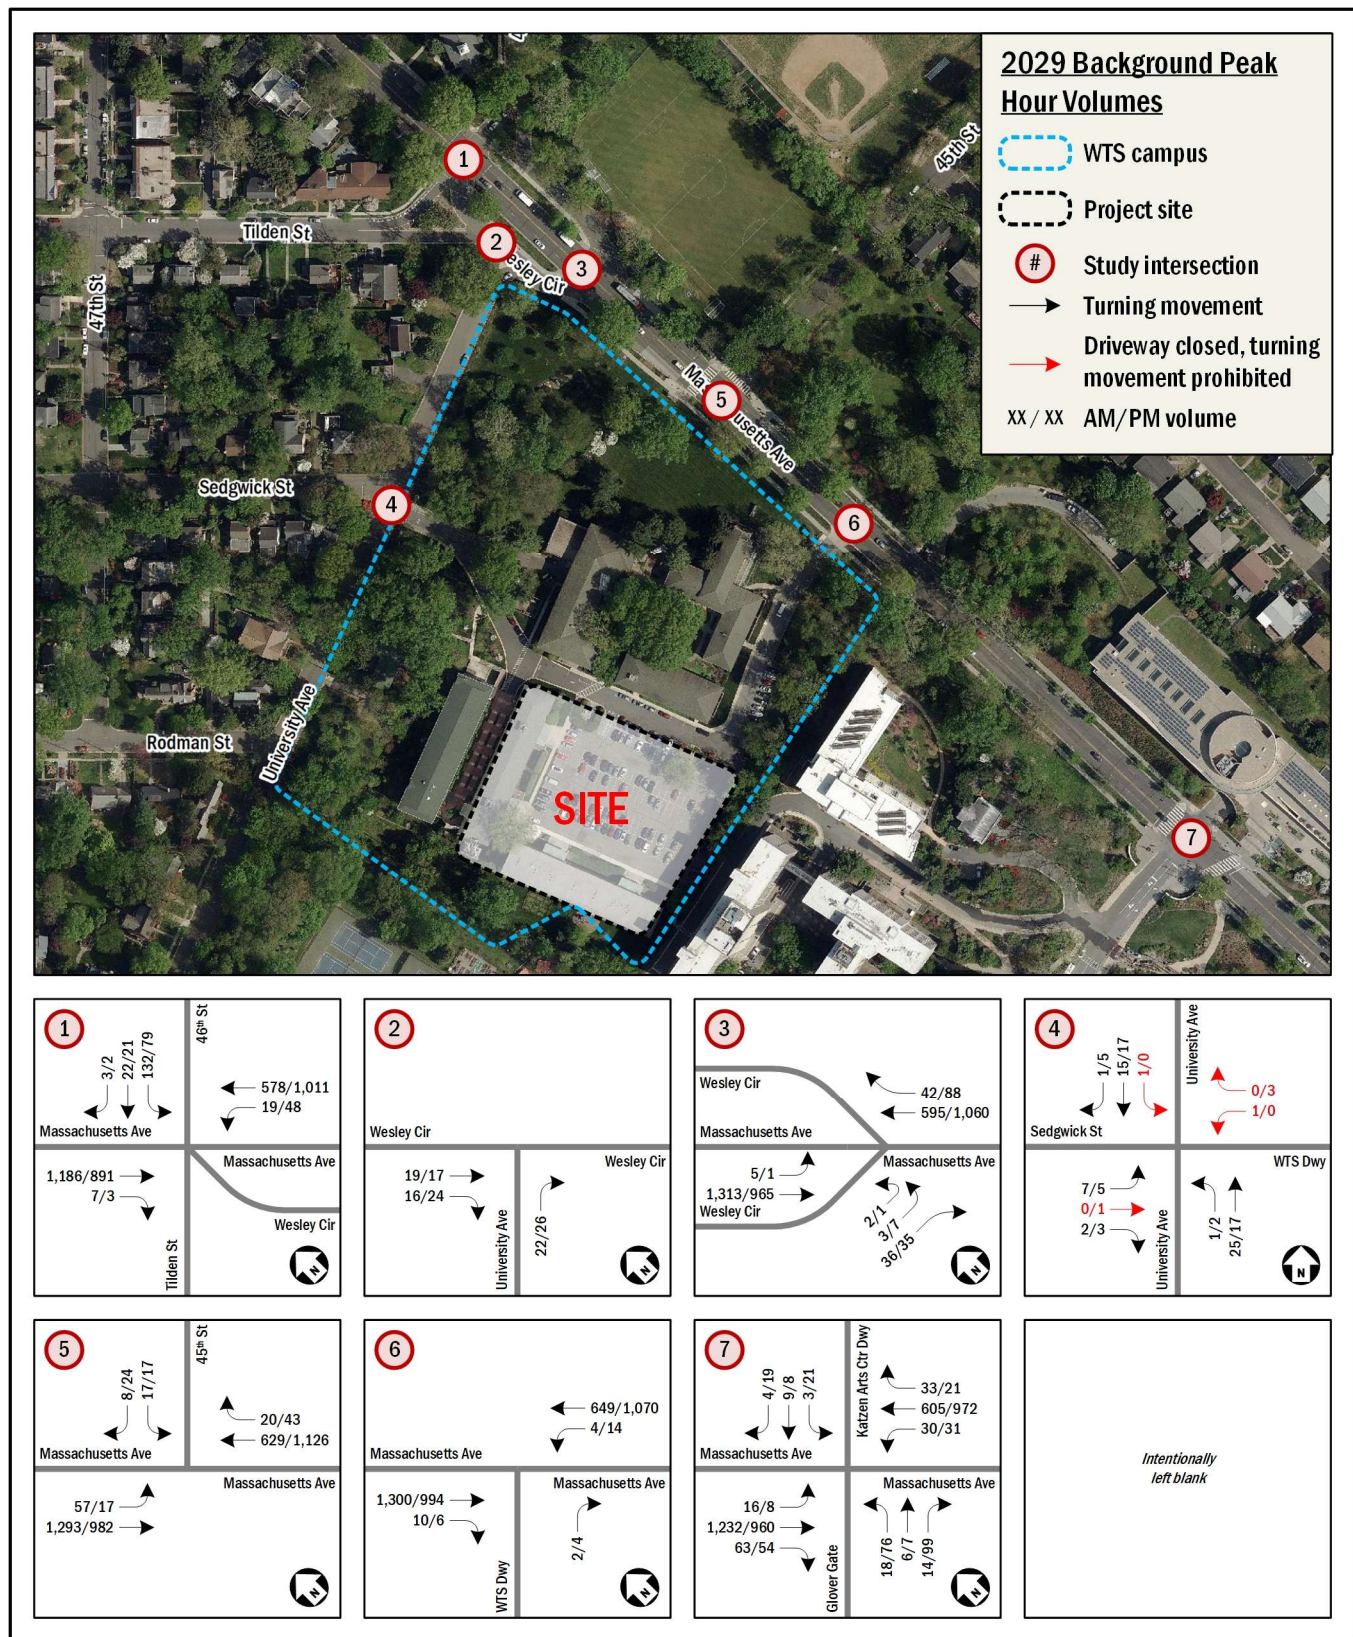 2029 Background Peak
Hour Volumes
WTS campus
Project site
# Study intersection
Turning movement
Driveway closed, turning
movement prohibited
XX / XX AM/PM volume
45th St
1
Tilden St
2
esley Cir
3
47th St
Ma
5
usetts Ave
Sedgwick St
4
6
University Ave
Rodman St
SITE
7
1
46th St
3/2
22/21
132/79
578/1,011
19/48
Massachusetts Ave
1,186/891
7/3
Massachusetts Ave
Wesley Cir
Tilden St
N
2
Wesley Cir
19/17
16/24
Wesley Cir
University Ave
22/26
N
3
Wesley Cir
42/88
595/1,060
Massachusetts Ave
5/1
1,313/965
Massachusetts Ave
Wesley Cir
2/1
3/7
36/35
N
4
University Ave
1/5
15/17
1/0
0/3
1/0
Sedgwick St
WTS Dwy
7/5
0/1
2/3
University Ave
1/2
25/17
N
5
45th St
8/24
17/17
20/43
629/1,126
Massachusetts Ave
Massachusetts Ave
57/17
1,293/982
N
6
649/1,070
4/14
Massachusetts Ave
Massachusetts Ave
1,300/994
10/6
WTS Dwy
2/4
N
7
Katzen Arts Ctr Dwy
4/19
9/8
3/21
33/21
605/972
30/31
Massachusetts Ave
Massachusetts Ave
16/8
1,232/960
63/54
Glover Gate
18/76
6/7
14/99
N
Intentionally
left blank